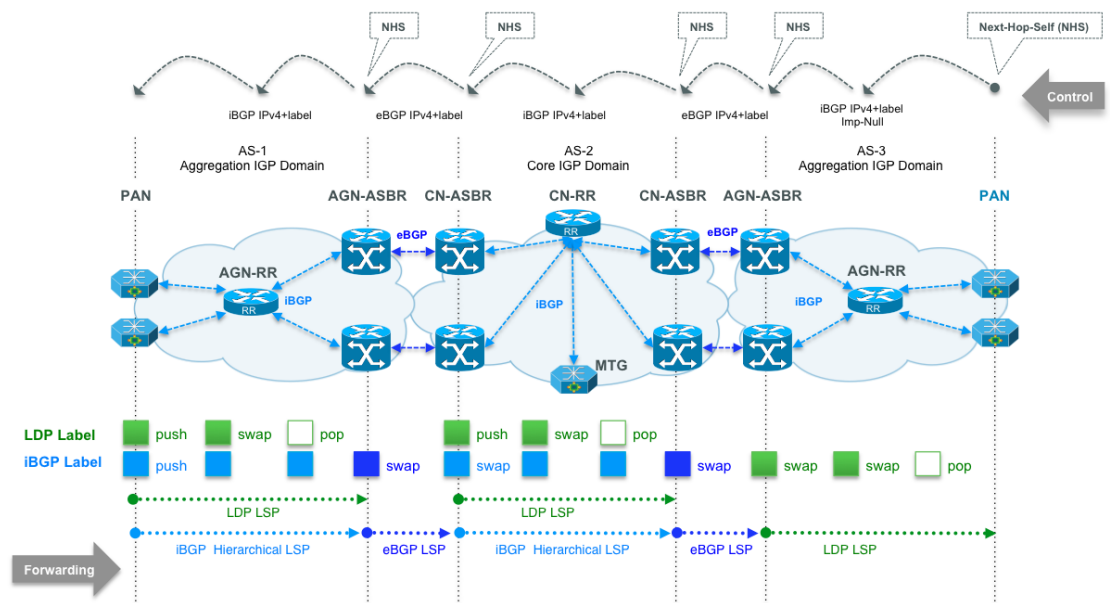 NHS
NHS
NHS
NHS
Next-Hop-Self (NHS)
Control
iBGP IPv4+label
eBGP IPv4+label
iBGP IPv4+label
eBGP IPv4+label
iBGP IPv4+label
Imp-Null
AS-1
Aggregation IGP Domain
AS-2
Core IGP Domain
AS-3
Aggregation IGP Domain
PAN
AGN-ASBR
CN-ASBR
CN-RR
CN-ASBR
AGN-ASBR
PAN
RR
eBGP
eBGP
AGN-RR
RR
iBGP
iBGP
iBGP
AGN-RR
RR
MTG
LDP Label
push
swap
pop
push
swap
pop
iBGP Label
push
swap
swap
swap
swap
swap
pop
LDP LSP
LDP LSP
iBGP Hierarchical LSP
eBGP LSP
iBGP Hierarchical LSP
eBGP LSP
LDP LSP
Forwarding